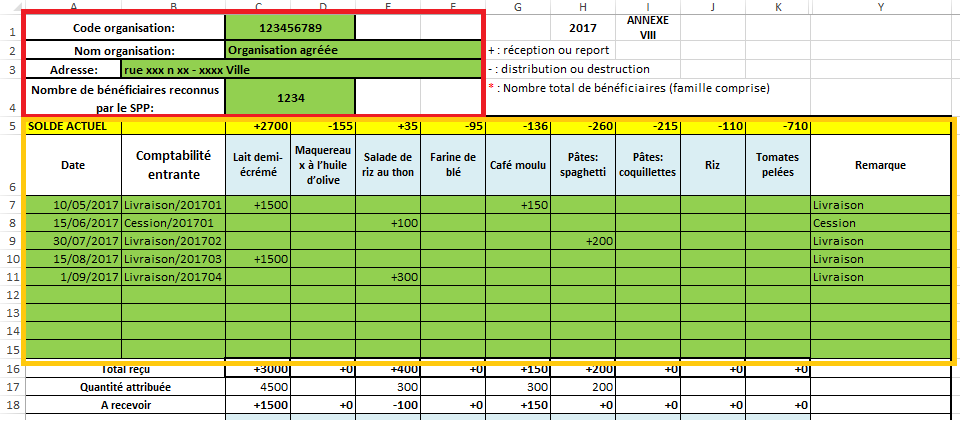 A B C D E F G H I J K Y
1 Code organisation: 123456789 2017 ANNEXE VIII
2 Nom organisation: Organisation agréée + : réception ou report
3 Adresse: rue xxx n xx - xxxx Ville - : distribution ou destruction
4 Nombre de bénéficiaires reconnus par le SPP: 1234 * : Nombre total de bénéficiaires (famille comprise)
5 SOLDE ACTUEL +2700 -155 +35 -95 -136 -260 -215 -110 -710
6 Date Comptabilité entrante Lait demi-écrémé Maquereau x à l'huile d'olive Salade de riz au thon Farine de blé Café moulu Pâtes: spaghetti Pâtes: coquillettes Riz Tomates pelées Remarque
7 10/05/2017 Livraison/201701 +1500 +150 Livraison
8 15/06/2017 Cession/201701 +100 Cession
9 30/07/2017 Livraison/201702 +200 Livraison
10 15/08/2017 Livraison/201703 +1500 Livraison
11 1/09/2017 Livraison/201704 +300 Livraison
12
13
14
15
16 Total reçu +3000 +0 +400 +0 +150 +200 +0 +0 +0
17 Quantité attribuée 4500 300 300 200
18 A recevoir +1500 +0 -100 +0 +150 +0 +0 +0 +0